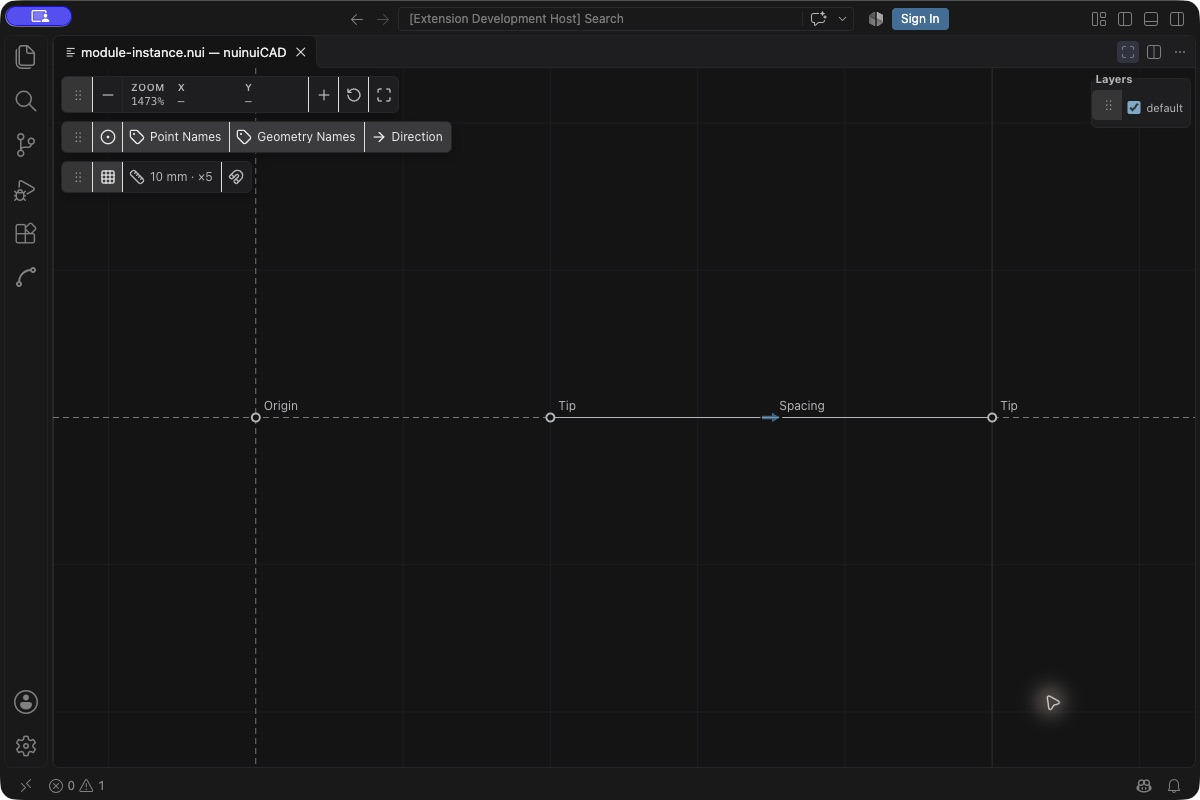 [Extension Development Host] Search
Sign In
module-instance.nui — nuinuiCAD
ZOOM X Y
1473% – –
Layers
default
Point Names
Geometry Names
Direction
10 mm · ×5
Origin
Tip
Spacing
Tip
0
1